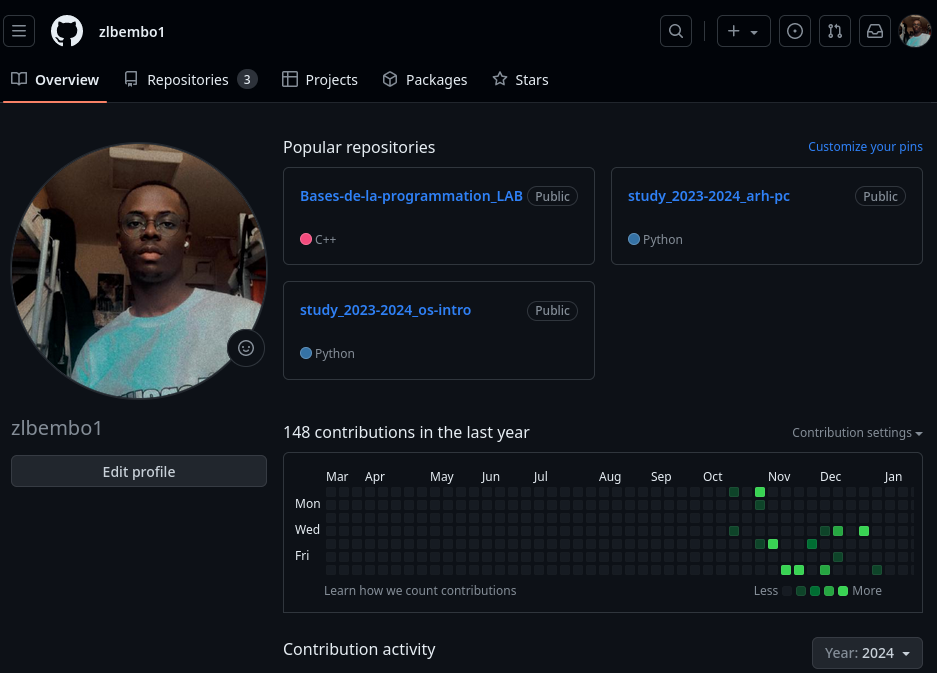 zlbembo1
Overview Repositories 3 Projects Packages Stars
Popular repositories Customize your pins
Bases-de-la-programmation_LAB Public
C++
study_2023-2024_arh-pc Public
Python
study_2023-2024_os-intro Public
Python
zlbembo1
Edit profile
148 contributions in the last year Contribution settings
Mar Apr May Jun Jul Aug Sep Oct Nov Dec Jan
Mon
Wed
Fri
Learn how we count contributions Less More
Contribution activity Year: 2024